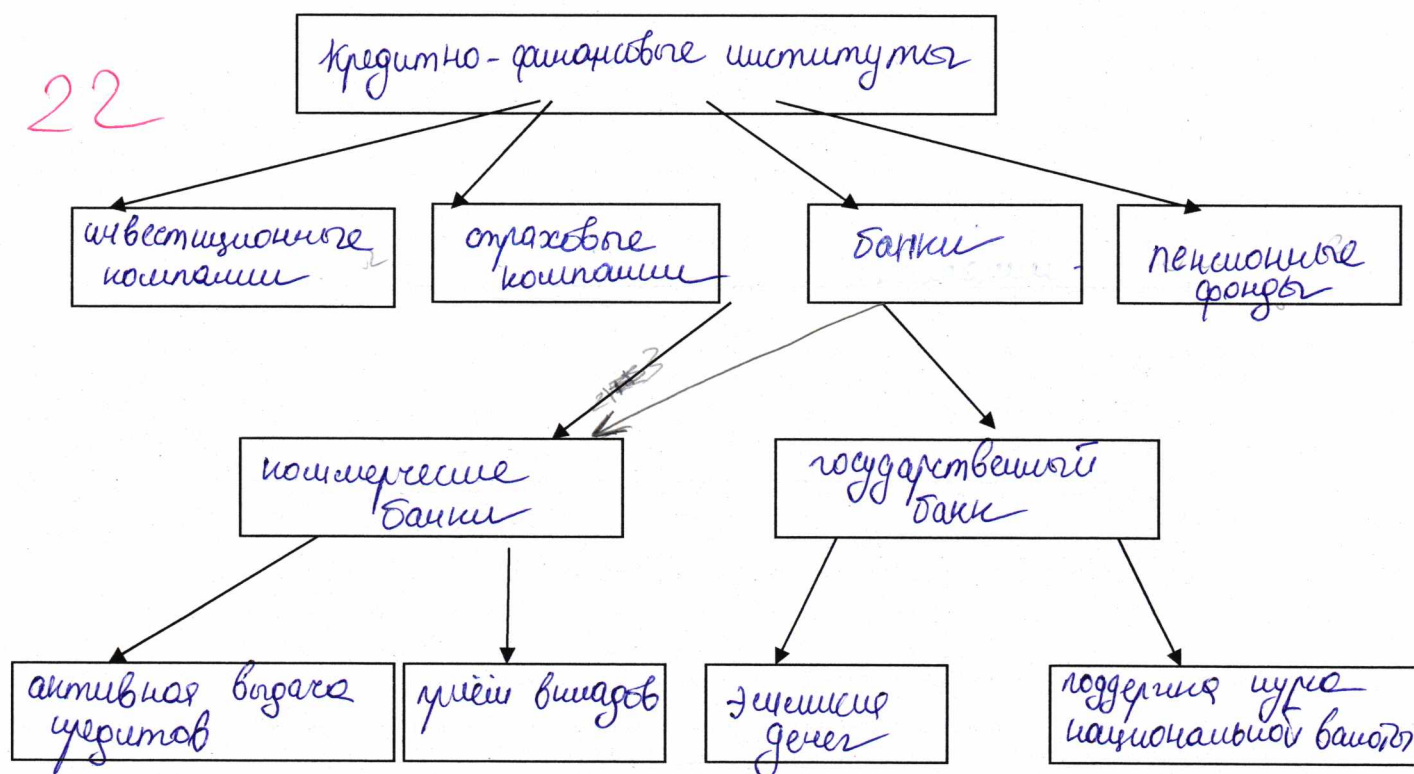 22
Кредитно-финансовые институты
инвестиционные
компании
страховые
компании
банки
пенсионные
фонды
коммерческие
банки
государственный
банк
активная выдача
кредитов
приём вкладов
эмиссия
денег
поддержка курса
национальной валюты